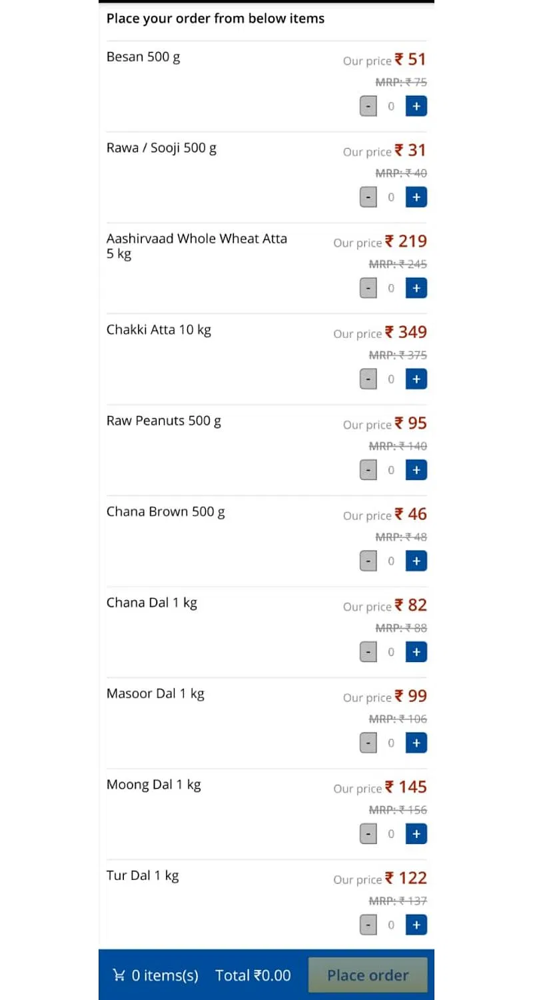 Place your order from below items
Besan 500 g
Our price ₹ 51
MRP: ₹ 75
- 0 +
Rawa / Sooji 500 g
Our price ₹ 31
MRP: ₹ 40
- 0 +
Aashirvaad Whole Wheat Atta
5 kg
Our price ₹ 219
MRP: ₹ 245
- 0 +
Chakki Atta 10 kg
Our price ₹ 349
MRP: ₹ 375
- 0 +
Raw Peanuts 500 g
Our price ₹ 95
MRP: ₹ 140
- 0 +
Chana Brown 500 g
Our price ₹ 46
MRP: ₹ 48
- 0 +
Chana Dal 1 kg
Our price ₹ 82
MRP: ₹ 88
- 0 +
Masoor Dal 1 kg
Our price ₹ 99
MRP: ₹ 106
- 0 +
Moong Dal 1 kg
Our price ₹ 145
MRP: ₹ 156
- 0 +
Tur Dal 1 kg
Our price ₹ 122
MRP: ₹ 137
- 0 +
0 items(s) Total ₹0.00 Place order